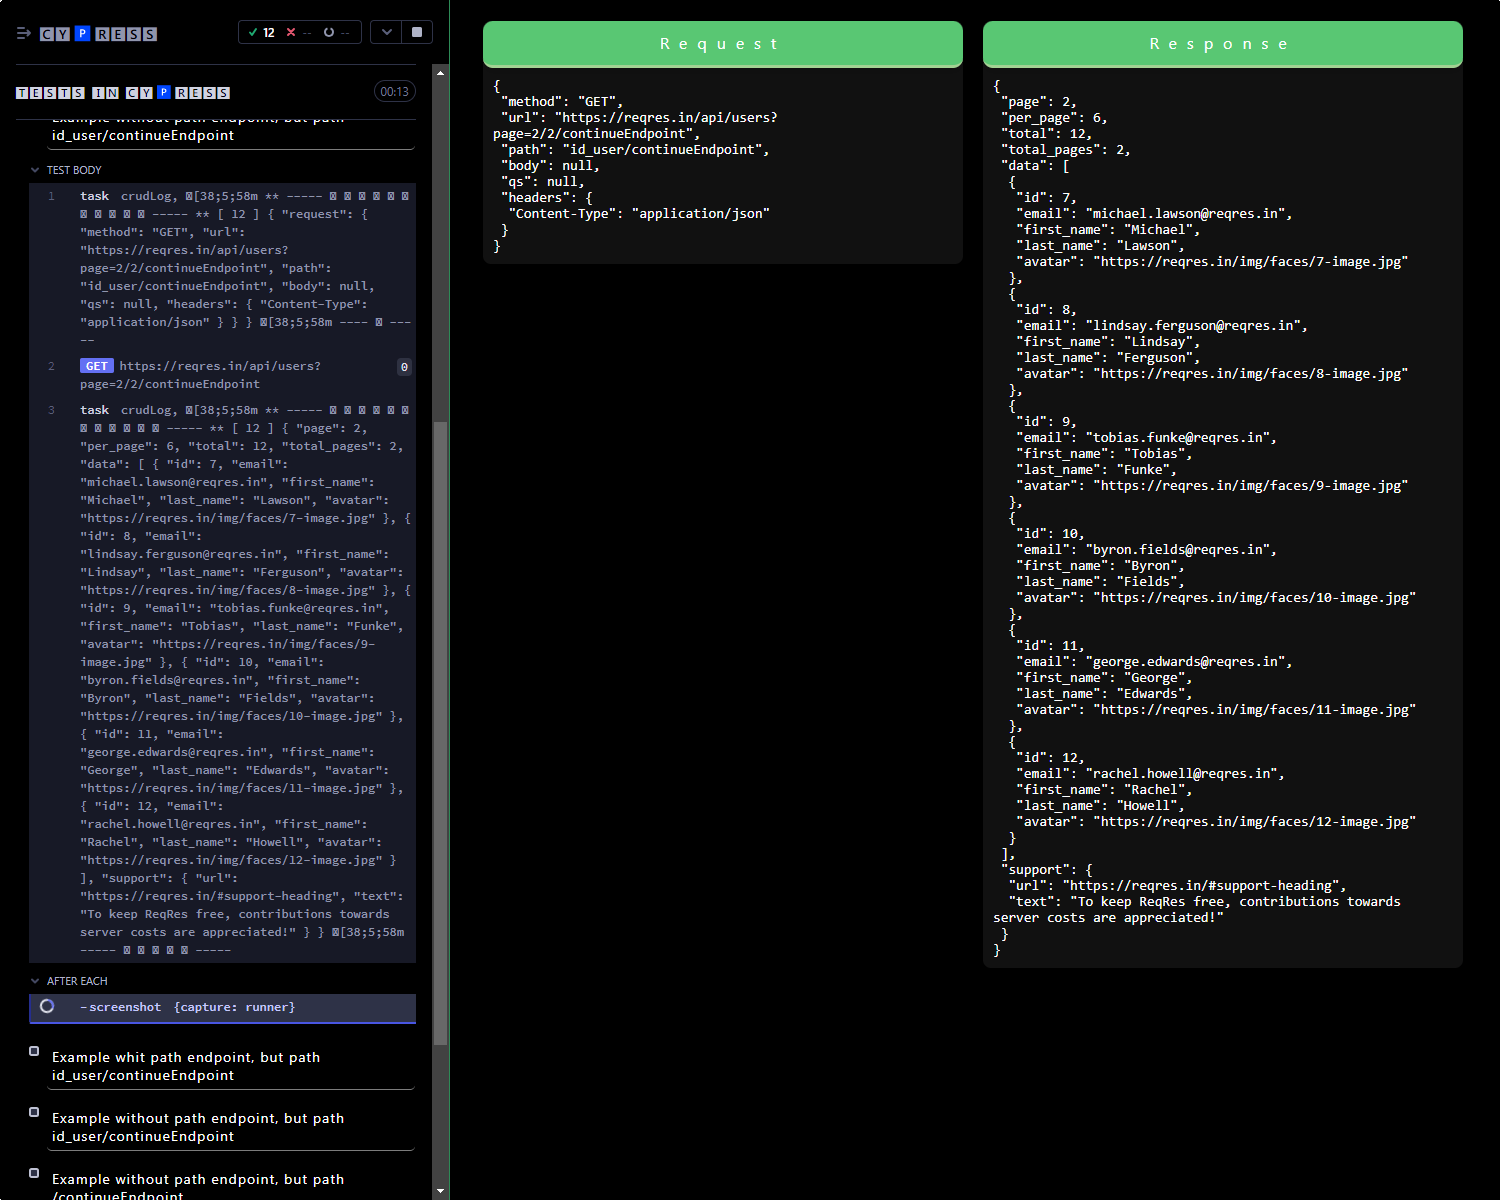 CYPRESS
12 -- --
TESTS IN CYPRESS
00:13
Example without path endpoint, but path
id_user/continueEndpoint
TEST BODY
1 task crudLog, [38;5;58m ** -----
----- ** [ 12 ] { "request": {
"method": "GET", "url":
"https://reqres.in/api/users?
page=2/2/continueEndpoint", "path":
"id_user/continueEndpoint", "body": null,
"qs": null, "headers": { "Content-Type":
"application/json" } } } [38;5;58m ---- ---
--
2 GET https://reqres.in/api/users? 0
page=2/2/continueEndpoint
3 task crudLog, [38;5;58m ** -----
----- ** [ 12 ] { "page": 2,
"per_page": 6, "total": 12, "total_pages": 2,
"data": [ { "id": 7, "email":
"michael.lawson@reqres.in", "first_name":
"Michael", "last_name": "Lawson", "avatar":
"https://reqres.in/img/faces/7-image.jpg" }, {
"id": 8, "email":
"lindsay.ferguson@reqres.in", "first_name":
"Lindsay", "last_name": "Ferguson", "avatar":
"https://reqres.in/img/faces/8-image.jpg" }, {
"id": 9, "email": "tobias.funke@reqres.in",
"first_name": "Tobias", "last_name": "Funke",
"avatar": "https://reqres.in/img/faces/9-
image.jpg" }, { "id": 10, "email":
"byron.fields@reqres.in", "first_name":
"Byron", "last_name": "Fields", "avatar":
"https://reqres.in/img/faces/10-image.jpg" },
{ "id": 11, "email":
"george.edwards@reqres.in", "first_name":
"George", "last_name": "Edwards", "avatar":
"https://reqres.in/img/faces/11-image.jpg" },
{ "id": 12, "email":
"rachel.howell@reqres.in", "first_name":
"Rachel", "last_name": "Howell", "avatar":
"https://reqres.in/img/faces/12-image.jpg" }
], "support": { "url":
"https://reqres.in/#support-heading", "text":
"To keep ReqRes free, contributions towards
server costs are appreciated!" } } [38;5;58m
----- -----
AFTER EACH
-screenshot {capture: runner}
Example whit path endpoint, but path
id_user/continueEndpoint
Example without path endpoint, but path
id_user/continueEndpoint
Example without path endpoint, but path
/continueEndpoint
Request
{
"method": "GET",
"url": "https://reqres.in/api/users?
page=2/2/continueEndpoint",
"path": "id_user/continueEndpoint",
"body": null,
"qs": null,
"headers": {
"Content-Type": "application/json"
}
}
Response
{
"page": 2,
"per_page": 6,
"total": 12,
"total_pages": 2,
"data": [
{
"id": 7,
"email": "michael.lawson@reqres.in",
"first_name": "Michael",
"last_name": "Lawson",
"avatar": "https://reqres.in/img/faces/7-image.jpg"
},
{
"id": 8,
"email": "lindsay.ferguson@reqres.in",
"first_name": "Lindsay",
"last_name": "Ferguson",
"avatar": "https://reqres.in/img/faces/8-image.jpg"
},
{
"id": 9,
"email": "tobias.funke@reqres.in",
"first_name": "Tobias",
"last_name": "Funke",
"avatar": "https://reqres.in/img/faces/9-image.jpg"
},
{
"id": 10,
"email": "byron.fields@reqres.in",
"first_name": "Byron",
"last_name": "Fields",
"avatar": "https://reqres.in/img/faces/10-image.jpg"
},
{
"id": 11,
"email": "george.edwards@reqres.in",
"first_name": "George",
"last_name": "Edwards",
"avatar": "https://reqres.in/img/faces/11-image.jpg"
},
{
"id": 12,
"email": "rachel.howell@reqres.in",
"first_name": "Rachel",
"last_name": "Howell",
"avatar": "https://reqres.in/img/faces/12-image.jpg"
}
],
"support": {
"url": "https://reqres.in/#support-heading",
"text": "To keep ReqRes free, contributions towards
server costs are appreciated!"
}
}